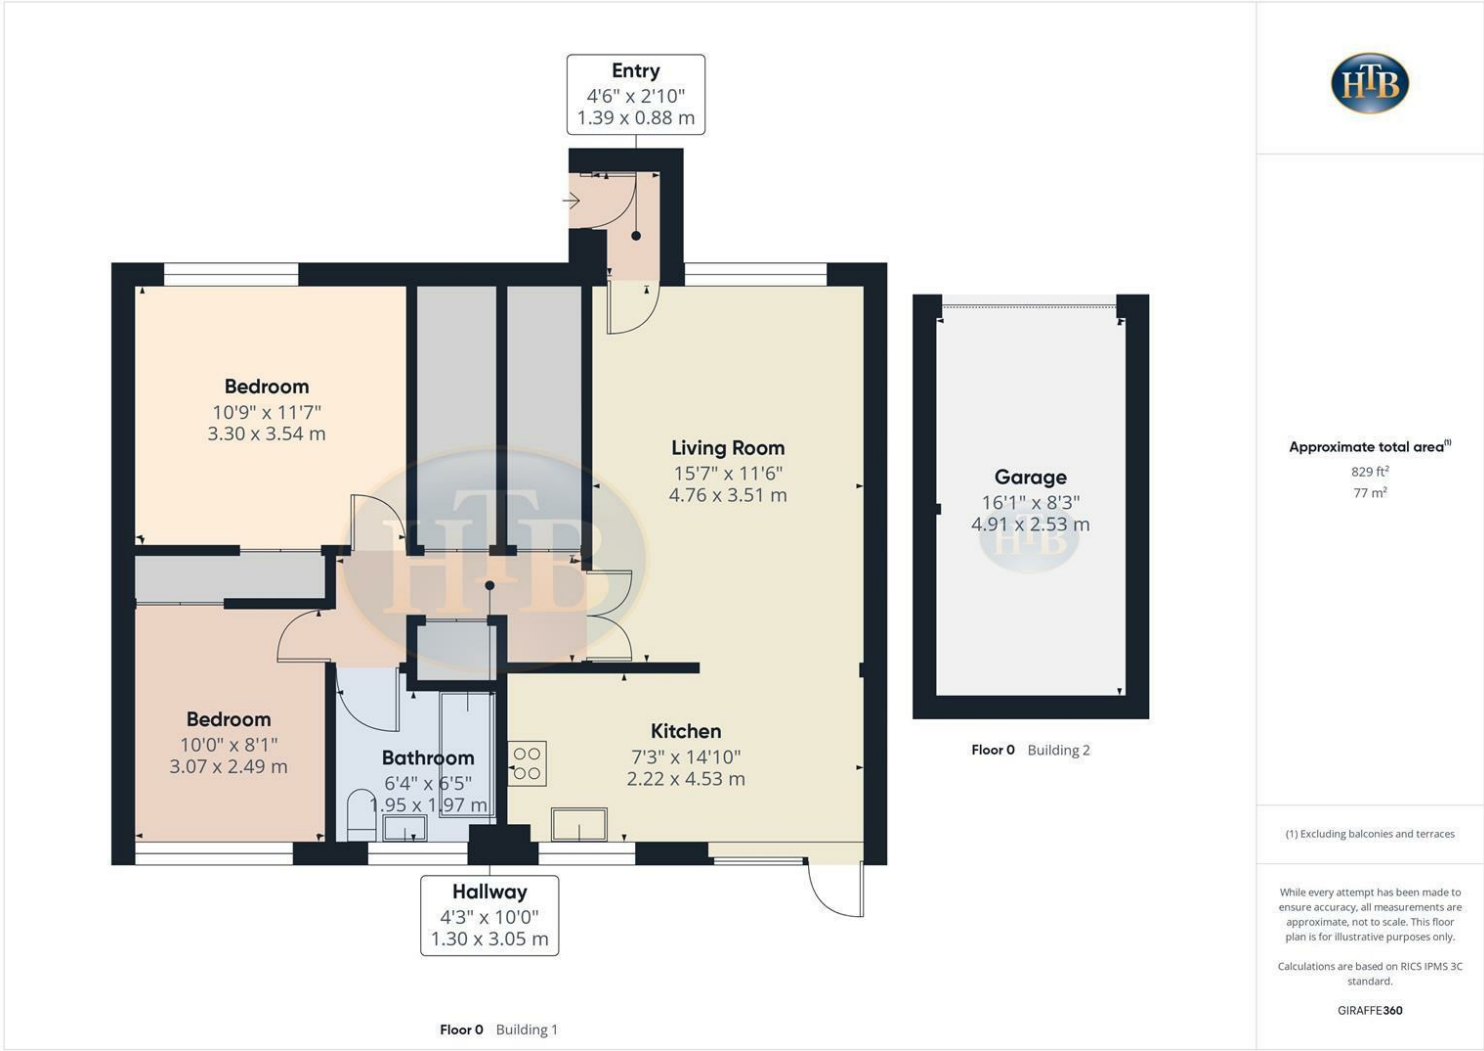 Entry
4'6" x 2'10"
1.39 x 0.88 m
HTB
Bedroom
10'9" x 11'7"
3.30 x 3.54 m
Living Room
15'7" x 11'6"
4.76 x 3.51 m
Garage
16'1" x 8'3"
4.91 x 2.53 m
HTB
HTB
Approximate total area⁽¹⁾
829 ft²
77 m²
Bedroom
10'0" x 8'1"
3.07 x 2.49 m
Bathroom
6'4" x 6'5"
1.95 x 1.97 m
Kitchen
7'3" x 14'10"
2.22 x 4.53 m
Floor 0 Building 2
Hallway
4'3" x 10'0"
1.30 x 3.05 m
Floor 0 Building 1
(1) Excluding balconies and terraces
While every attempt has been made to
ensure accuracy, all measurements are
approximate, not to scale. This floor
plan is for illustrative purposes only.
Calculations are based on RICS IPMS 3C
standard.
GIRAFFE360